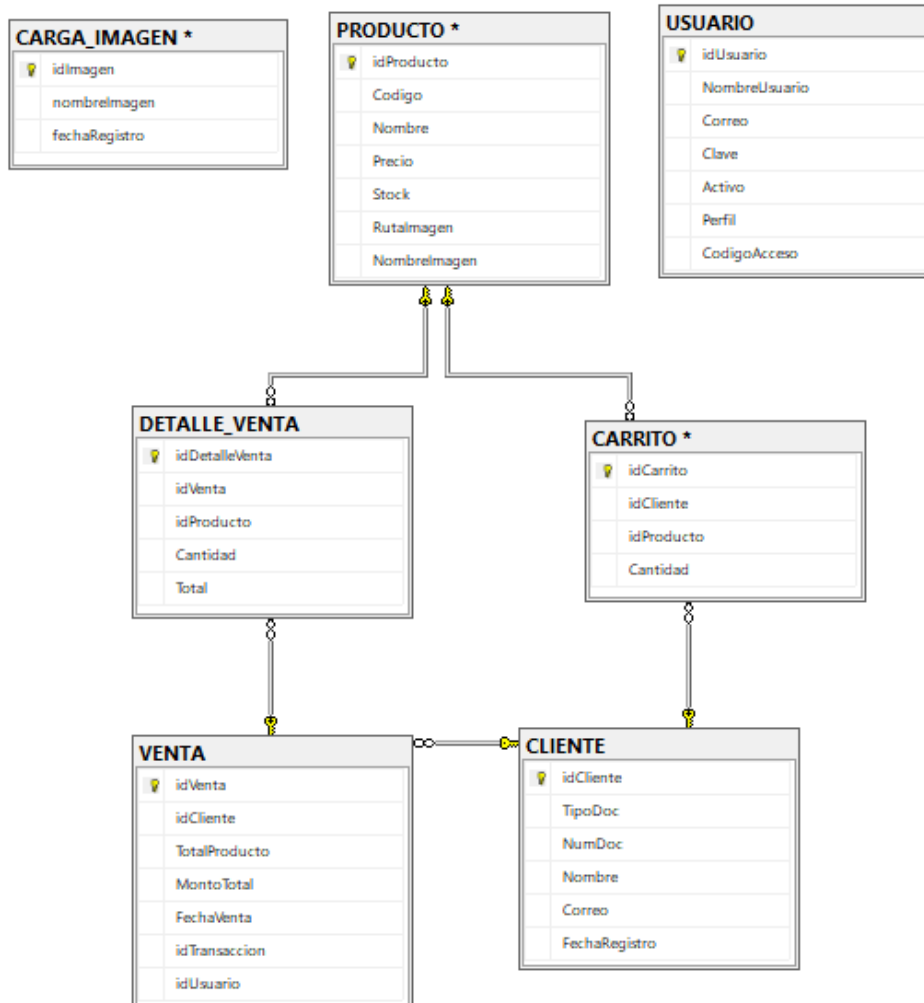 CARGA_IMAGEN *
idImagen
nombreImagen
fechaRegistro
PRODUCTO *
idProducto
Codigo
Nombre
Precio
Stock
RutaImagen
NombreImagen
USUARIO
idUsuario
NombreUsuario
Correo
Clave
Activo
Perfil
CodigoAcceso
DETALLE_VENTA
idDetalleVenta
idVenta
idProducto
Cantidad
Total
CARRITO *
idCarrito
idCliente
idProducto
Cantidad
VENTA
idVenta
idCliente
TotalProducto
MontoTotal
FechaVenta
idTransaccion
idUsuario
CLIENTE
idCliente
TipoDoc
NumDoc
Nombre
Correo
FechaRegistro